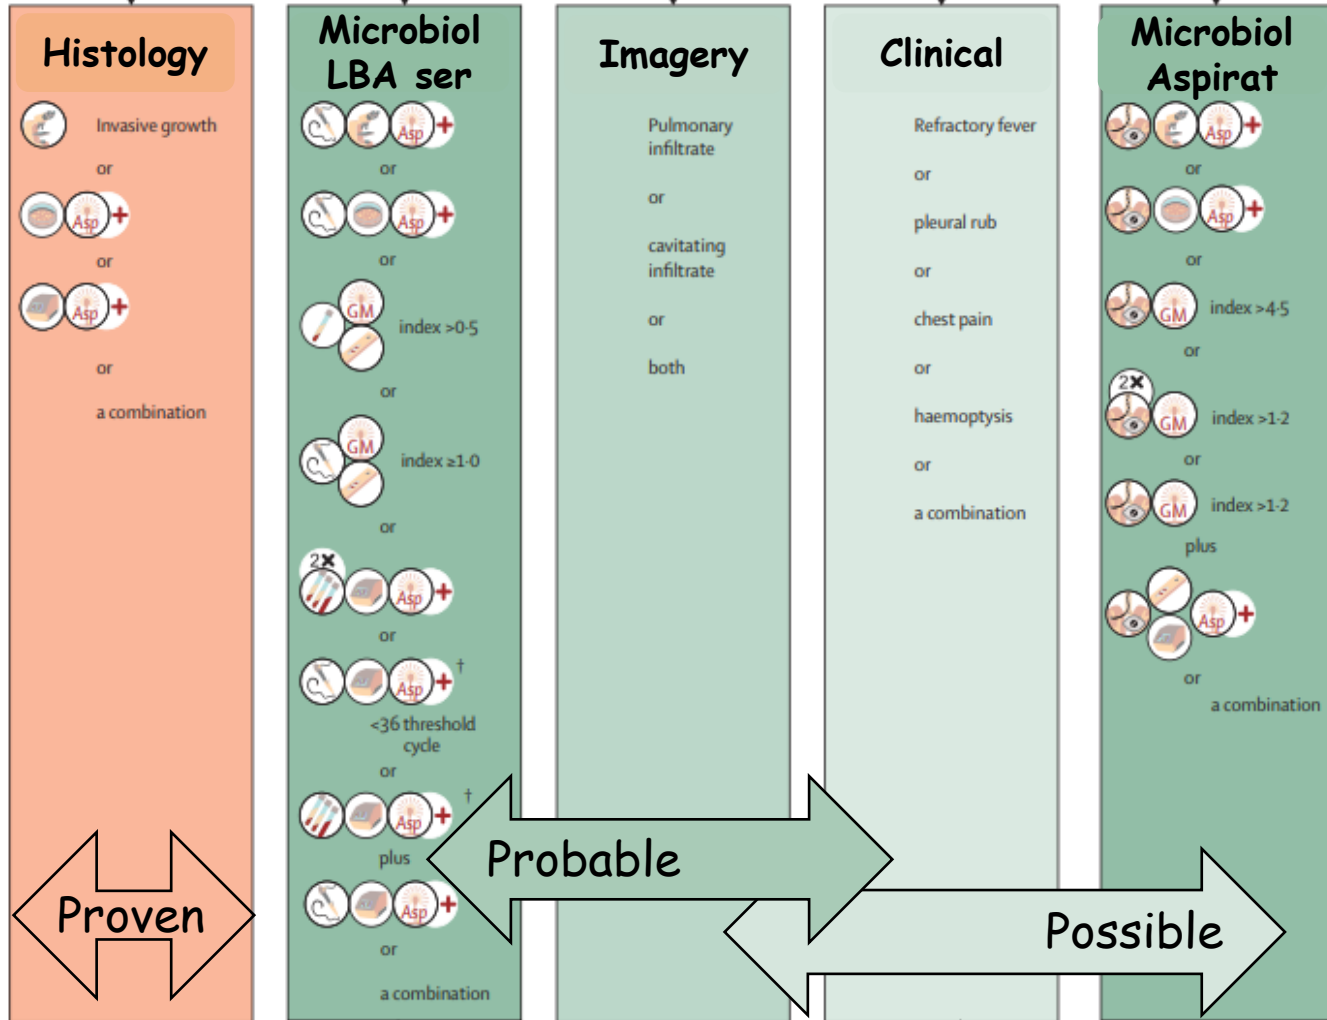 Histology
Invasive growth
or
Asp +
or
Asp +
or
a combination
Microbiol
LBA ser
Asp +
or
Asp +
or
GM
index >0·5
or
GM
index ≥1·0
or
2×
Asp +
or
Asp + †
<36 threshold
cycle
or
Asp + †
plus
Asp +
or
a combination
Imagery
Pulmonary
infiltrate
or
cavitating
infiltrate
or
both
Clinical
Refractory fever
or
pleural rub
or
chest pain
or
haemoptysis
or
a combination
Microbiol
Aspirat
Asp +
or
Asp +
or
GM index >4·5
or
2×
GM index >1·2
or
GM index >1·2
plus
Asp +
or
a combination
Proven
Probable
Possible